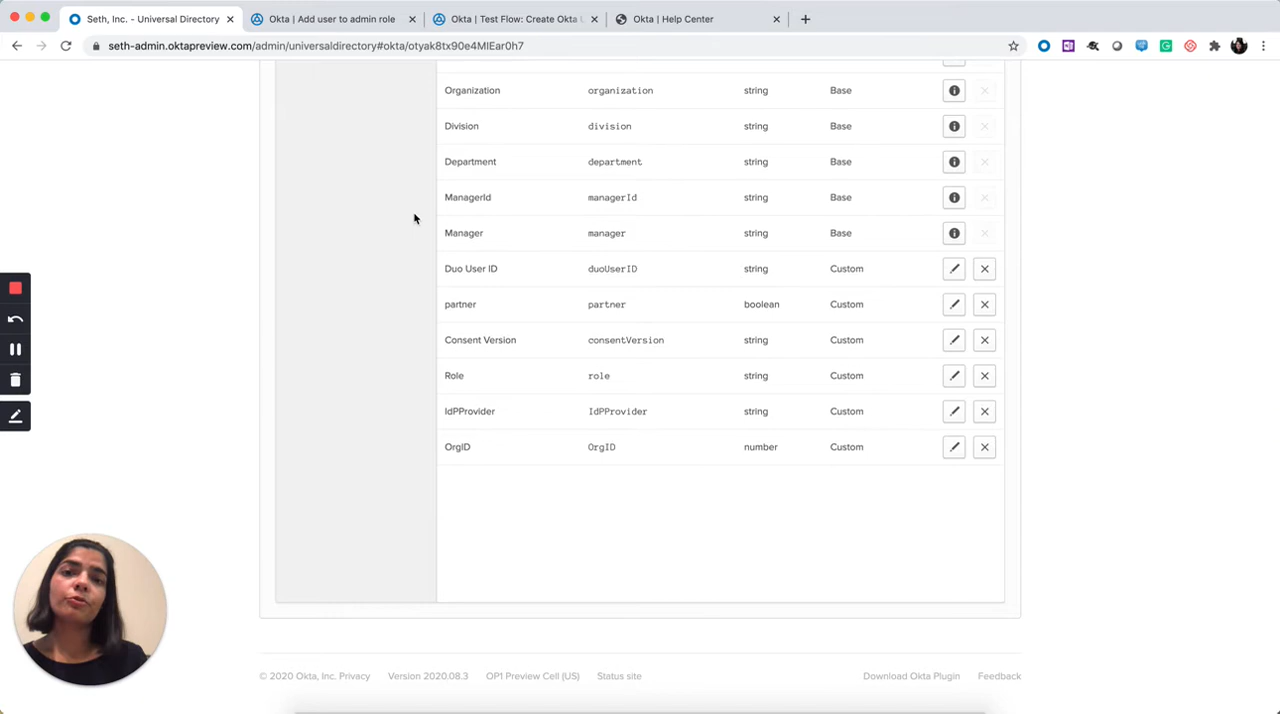 Seth, Inc. - Universal Directory
Okta | Add user to admin role
Okta | Test Flow: Create Okta U
Okta | Help Center
seth-admin.oktapreview.com/admin/universaldirectory#okta/otyak8tx90e4MIEar0h7
Organization organization string Base
Division division string Base
Department department string Base
ManagerId managerId string Base
Manager manager string Base
Duo User ID duoUserID string Custom
partner partner boolean Custom
Consent Version consentVersion string Custom
Role role string Custom
IdPProvider IdPProvider string Custom
OrgID OrgID number Custom
© 2020 Okta, Inc. Privacy Version 2020.08.3 OP1 Preview Cell (US) Status site Download Okta Plugin Feedback